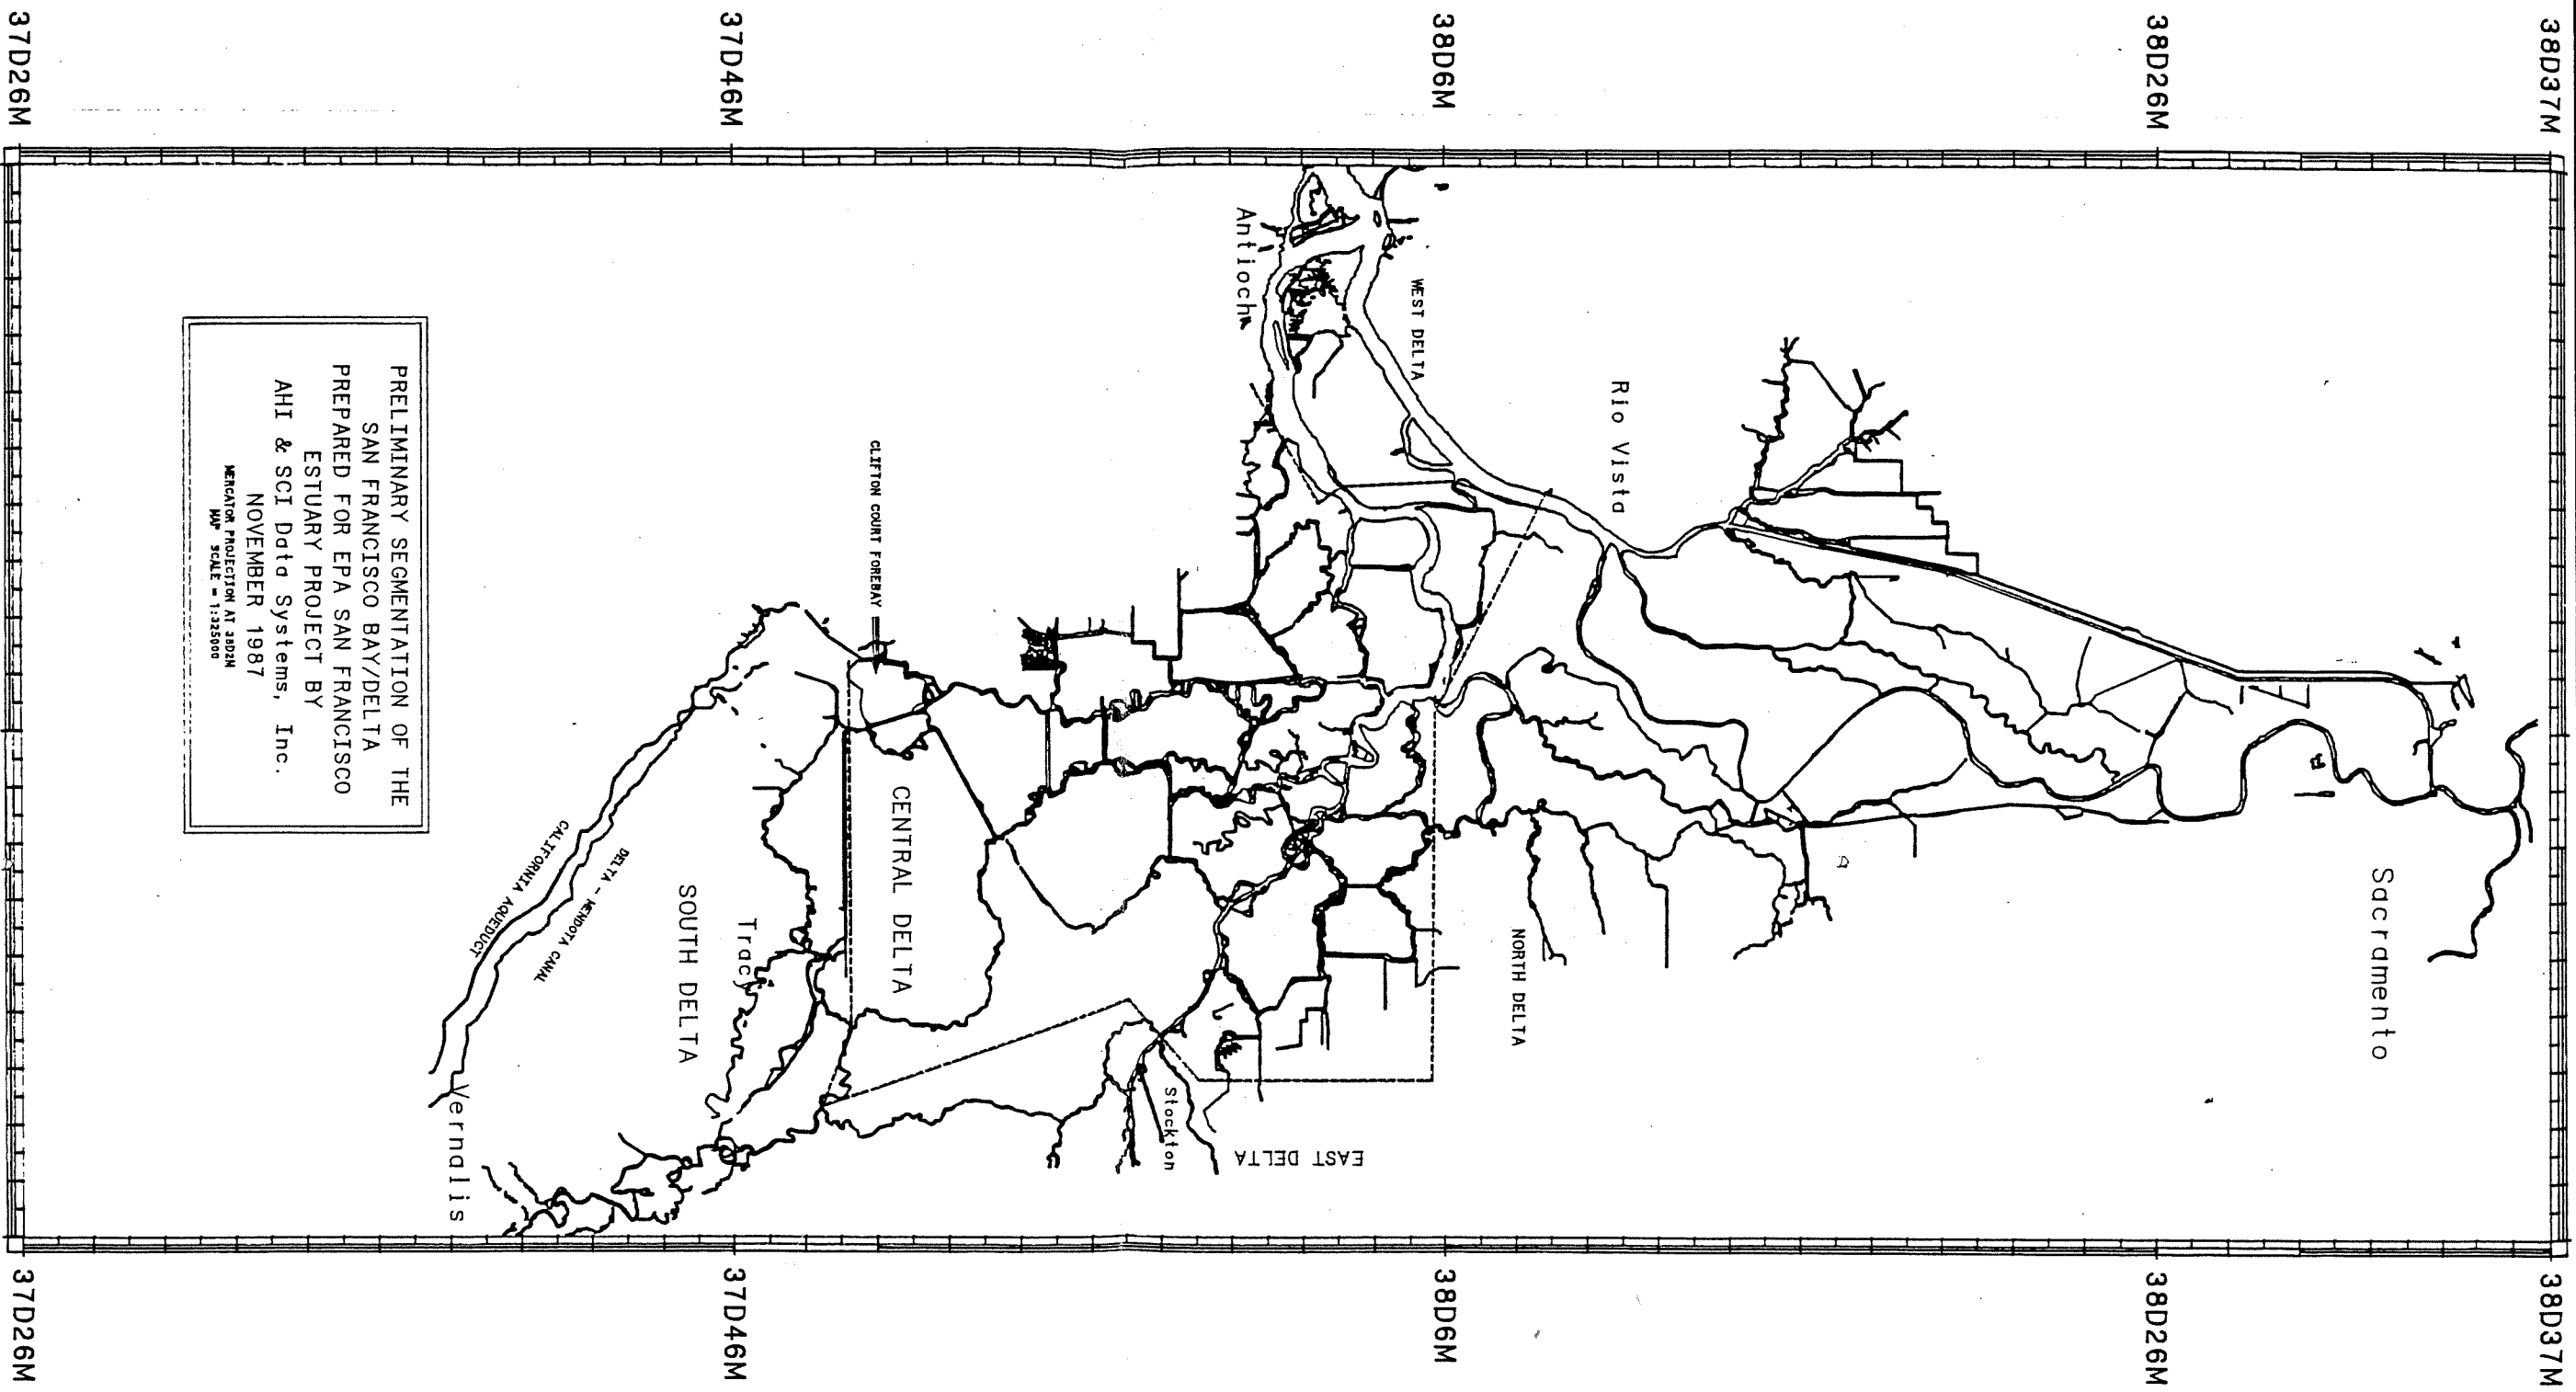 38D37M
38D37M
38D26M
38D26M
38D6M
38D6M
37D46M
37D46M
37D26M
37D26M
Sacramento
Rio Vista
NORTH DELTA
WEST DELTA
EAST DELTA
Antioch
Stockton
CENTRAL DELTA
CLIFTON COURT FOREBAY
Tracy
SOUTH DELTA
DELTA - MENDOTA CANAL
CALIFORNIA AQUEDUCT
Vernalis
PRELIMINARY SEGMENTATION OF THE
SAN FRANCISCO BAY/DELTA
PREPARED FOR EPA SAN FRANCISCO
ESTUARY PROJECT BY
AHI & SCI Data Systems, Inc.
NOVEMBER 1987
MERCATOR PROJECTION AT 38D2M
MAP SCALE = 1:325000